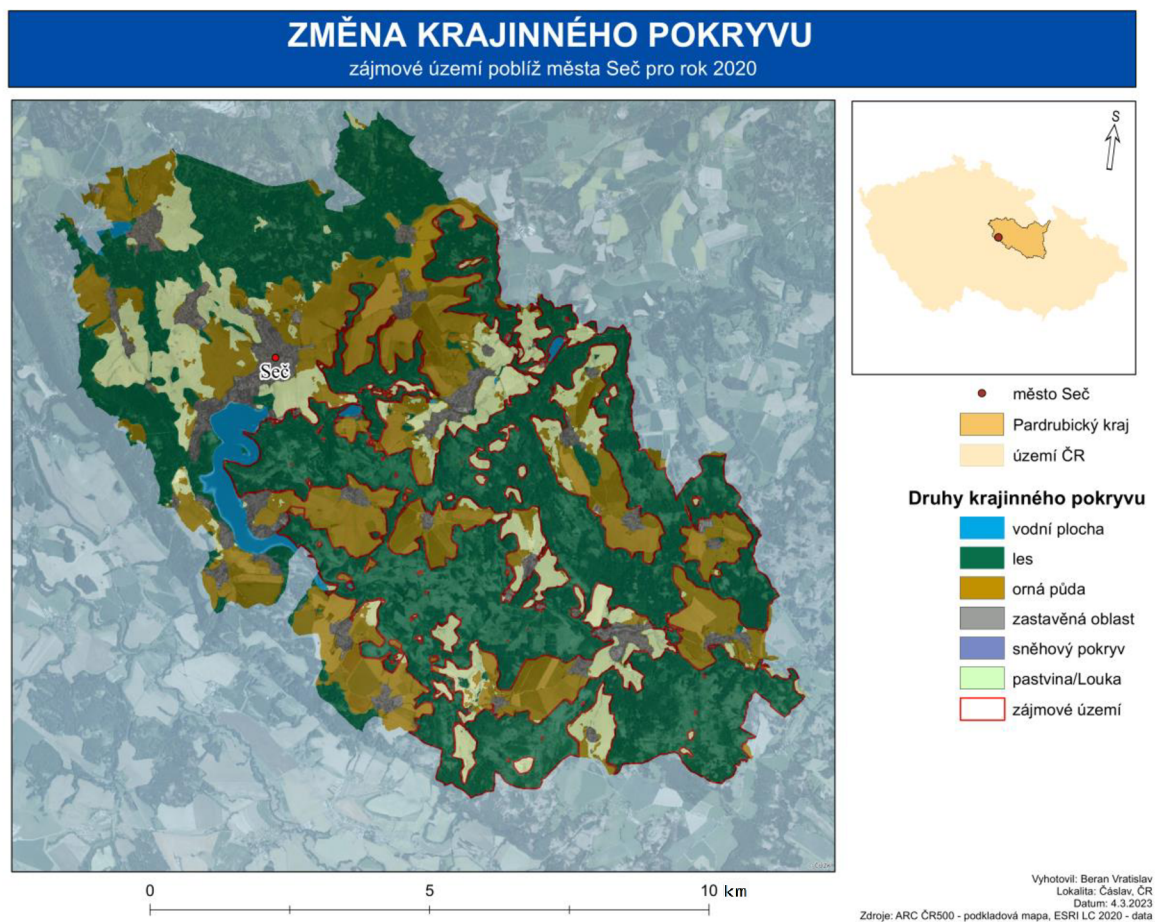 ZMĚNA KRAJINNÉHO POKRYVU
zájmové území poblíž města Seč pro rok 2020
S
Seč
město Seč
Pardrubický kraj
území ČR
Druhy krajinného pokryvu
vodní plocha
les
orná půda
zastavěná oblast
sněhový pokryv
pastvina/Louka
zájmové území
0 5 10 km
Vyhotovil: Beran Vratislav
Lokalita: Čáslav, ČR
Datum: 4.3.2023
Zdroje: ARC ČR500 - podkladová mapa, ESRI LC 2020 - data